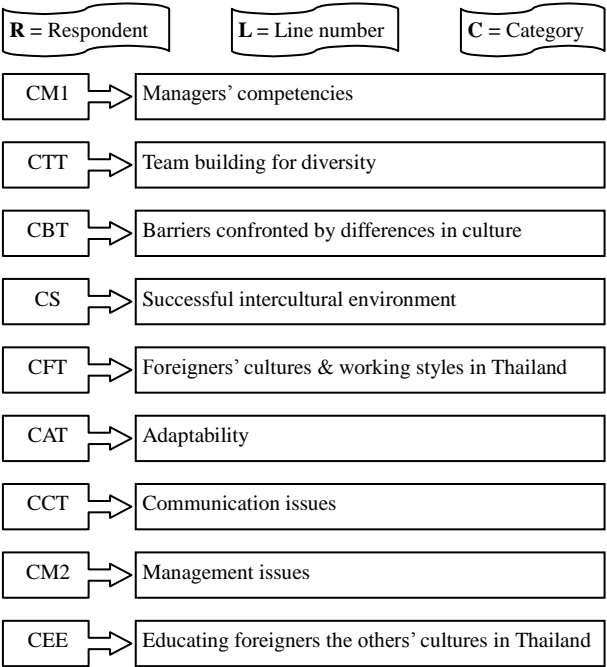 R = Respondent L = Line number C = Category
CM1 Managers' competencies
CTT Team building for diversity
CBT Barriers confronted by differences in culture
CS Successful intercultural environment
CFT Foreigners' cultures & working styles in Thailand
CAT Adaptability
CCT Communication issues
CM2 Management issues
CEE Educating foreigners the others' cultures in Thailand